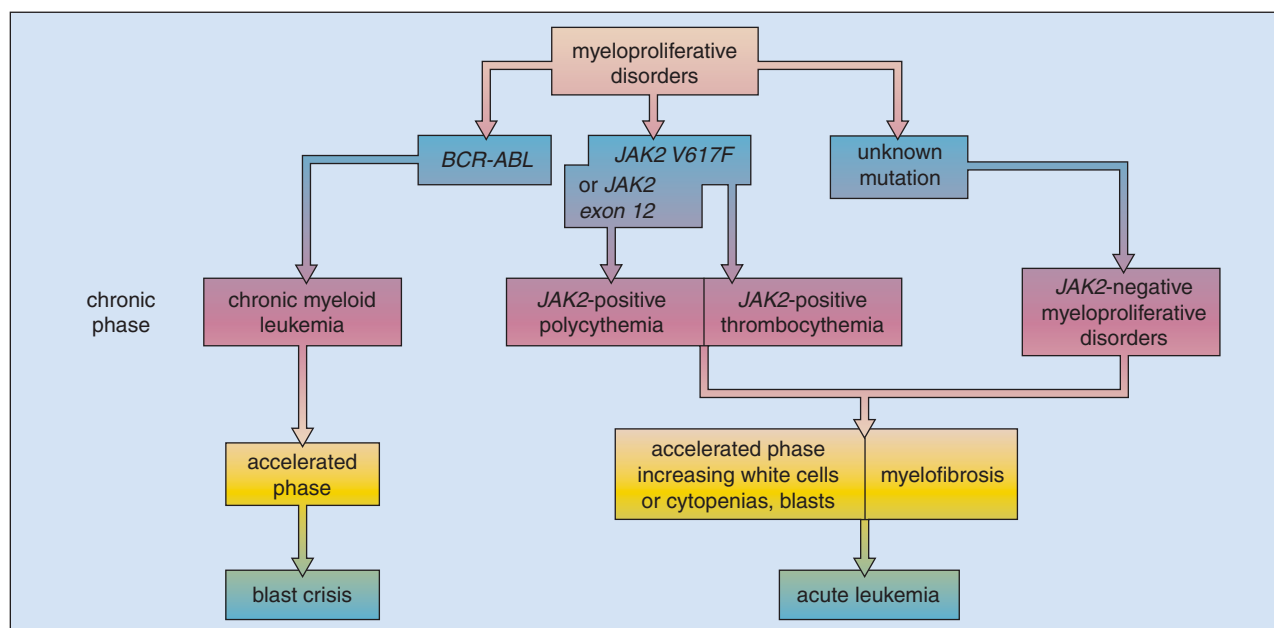 myeloproliferative
disorders
BCR-ABL
JAK2 V617F
or JAK2
exon 12
unknown
mutation
chronic
phase
chronic myeloid
leukemia
JAK2-positive
polycythemia
JAK2-positive
thrombocythemia
JAK2-negative
myeloproliferative
disorders
accelerated
phase
accelerated phase
increasing white cells
or cytopenias, blasts
myelofibrosis
blast crisis
acute leukemia